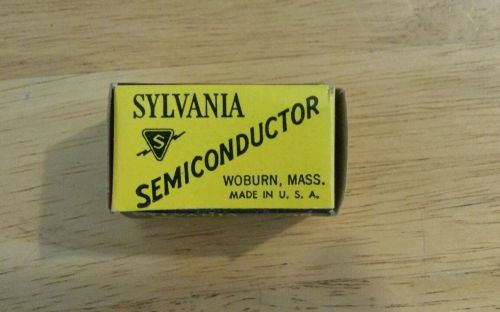 SYLVANIA
S
SEMICONDUCTOR
WOBURN, MASS.
MADE IN U. S. A.